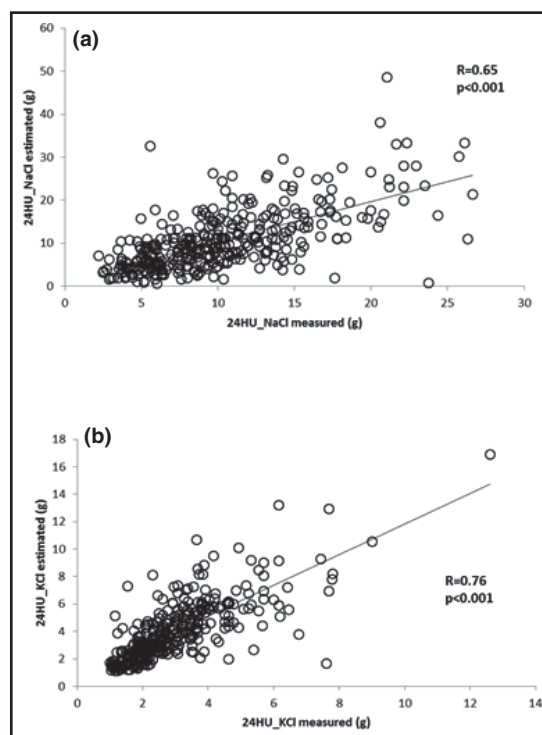 (a)
R=0.65
p<0.001
24HU_NaCl estimated (g)
60
50
40
30
20
10
0
0 5 10 15 20 25 30
24HU_NaCl measured (g)
(b)
R=0.76
p<0.001
24HU_KCl estimated (g)
18
16
14
12
10
8
6
4
2
0
0 2 4 6 8 10 12 14
24HU_KCl measured (g)